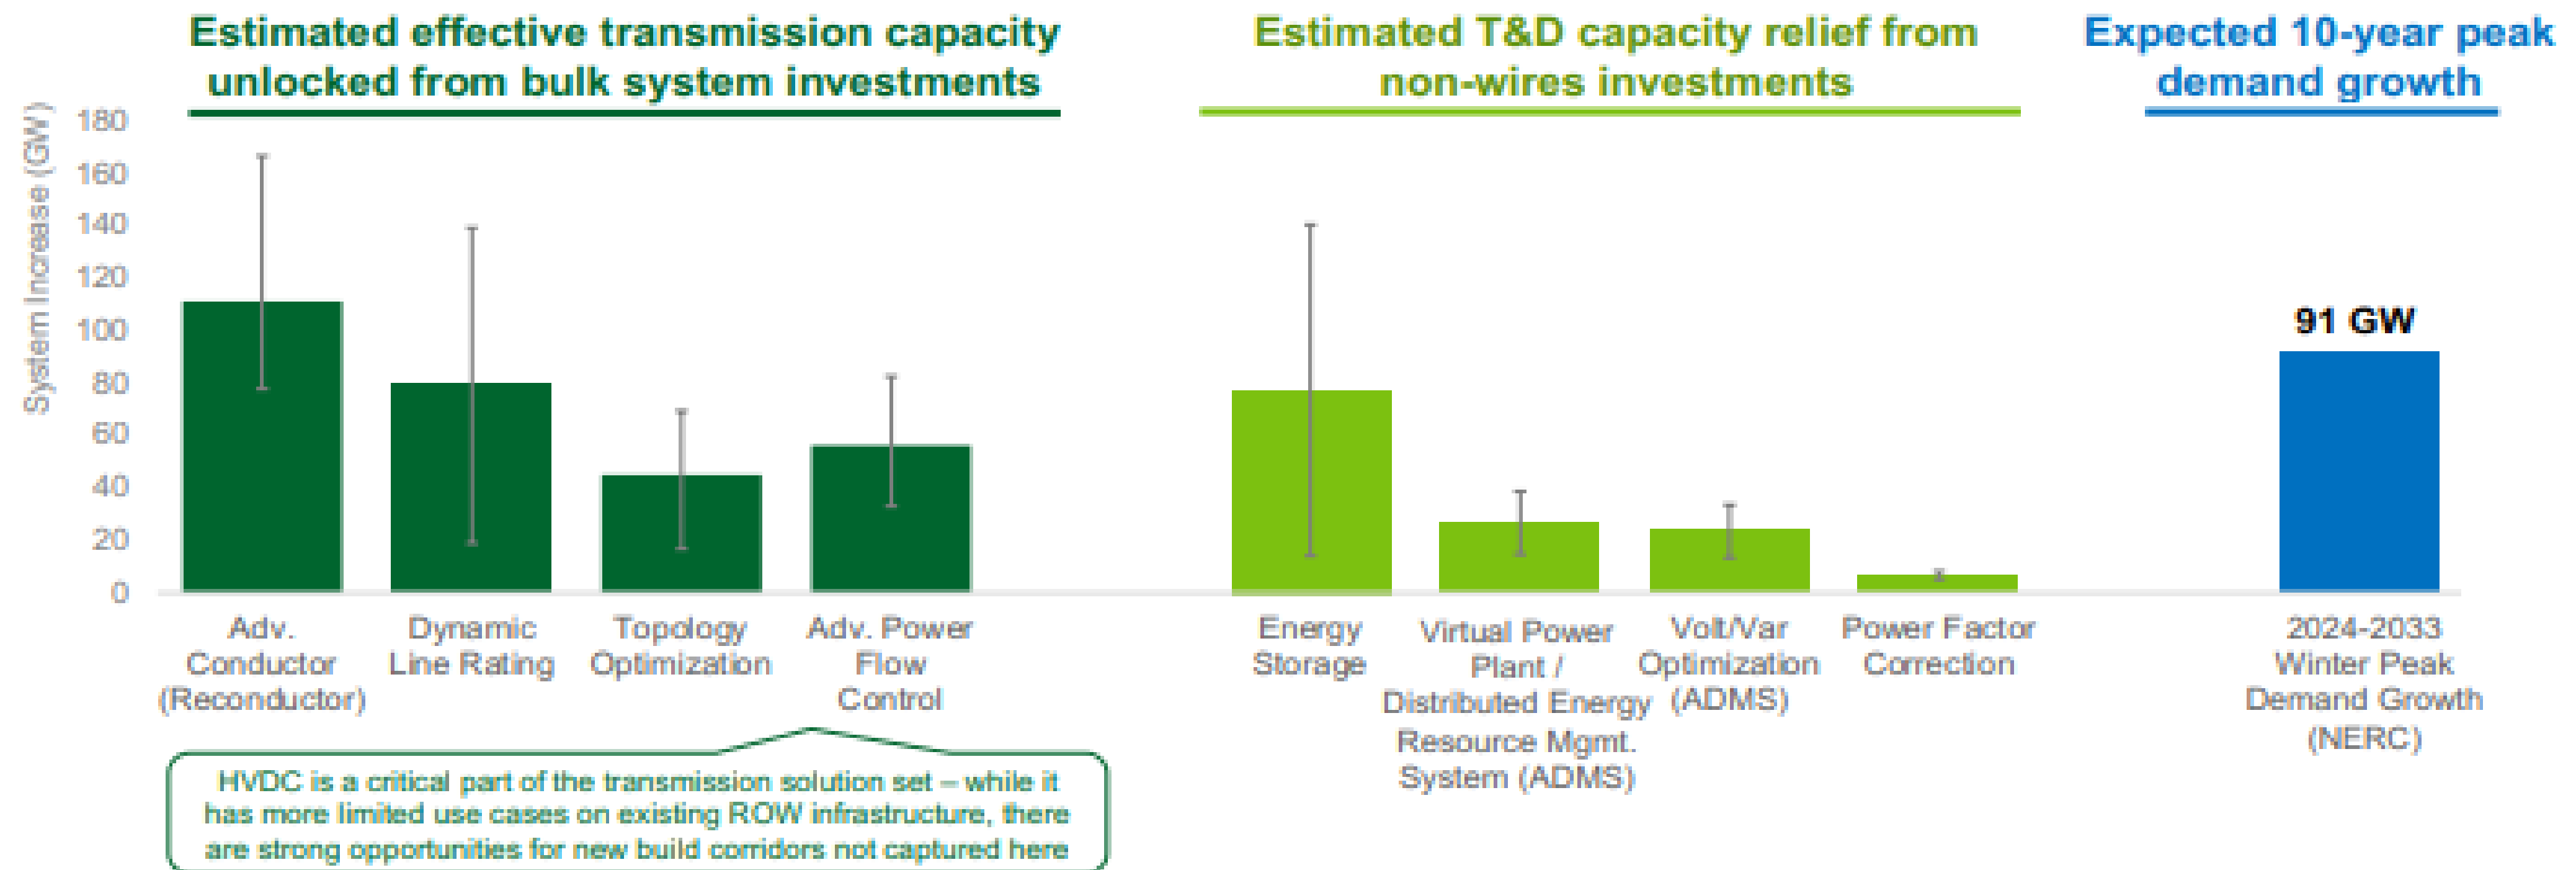 Estimated effective transmission capacity
unlocked from bulk system investments
Estimated T&D capacity relief from
non-wires investments
Expected 10-year peak
demand growth
System Increase (GW)
180
160
140
120
100
80
60
40
20
0
91 GW
Adv.
Conductor
(Reconductor)
Dynamic
Line Rating
Topology
Optimization
Adv. Power
Flow
Control
Energy
Storage
Virtual Power
Plant /
Distributed Energy
Resource Mgmt.
System (ADMS)
Volt/Var
Optimization
(ADMS)
Power Factor
Correction
2024-2033
Winter Peak
Demand Growth
(NERC)
HVDC is a critical part of the transmission solution set – while it
has more limited use cases on existing ROW infrastructure, there
are strong opportunities for new build corridors not captured here